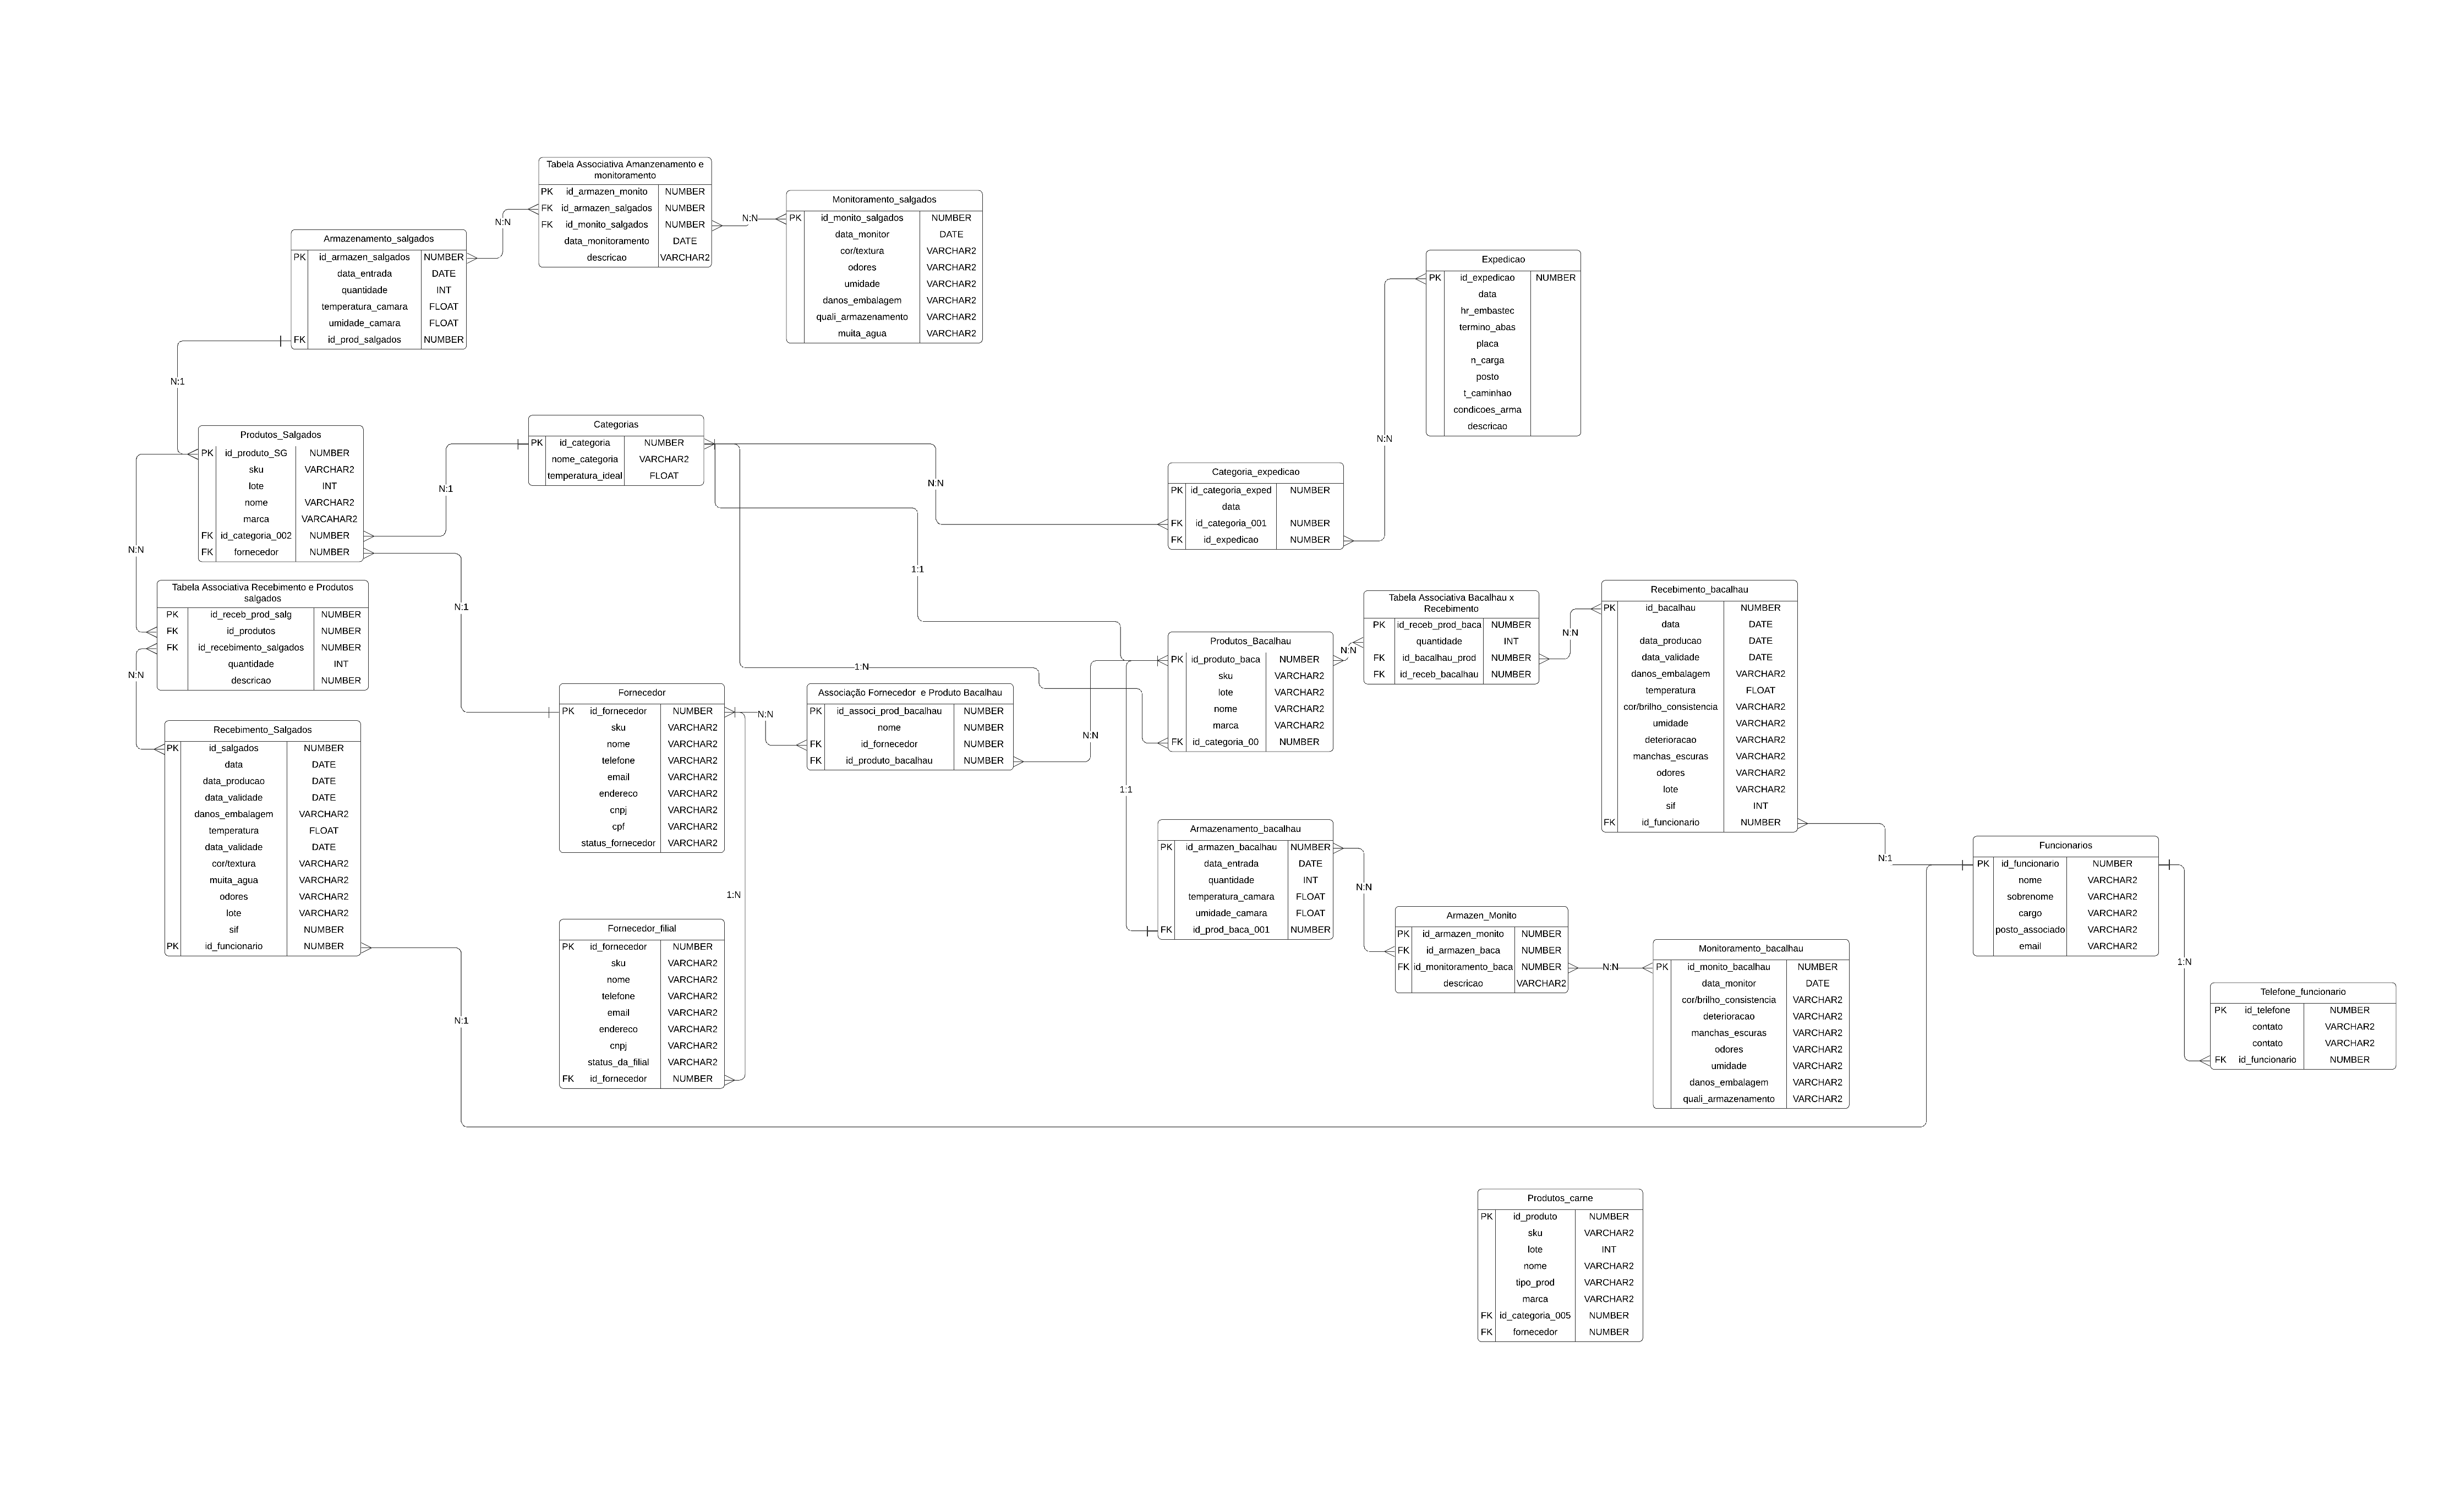 Tabela Associativa Amanzenamento e
monitoramento
PK id_armazen_monito NUMBER
FK id_armazen_salgados NUMBER
FK id_monito_salgados NUMBER
data_monitoramento DATE
descricao VARCHAR2
N:N
N:N
Monitoramento_salgados
PK id_monito_salgados NUMBER
data_monitor DATE
cor/textura VARCHAR2
odores VARCHAR2
umidade VARCHAR2
danos_embalagem VARCHAR2
quali_armazenamento VARCHAR2
muita_agua VARCHAR2
Armazenamento_salgados
PK id_armazen_salgados NUMBER
data_entrada DATE
quantidade INT
temperatura_camara FLOAT
umidade_camara FLOAT
FK id_prod_salgados NUMBER
N:1
Expedicao
PK id_expedicao NUMBER
data
hr_embastec
termino_abas
placa
n_carga
posto
t_caminhao
condicoes_arma
descricao
N:N
Produtos_Salgados
PK id_produto_SG NUMBER
sku VARCHAR2
lote INT
nome VARCHAR2
marca VARCAHAR2
FK id_categoria_002 NUMBER
FK fornecedor NUMBER
N:1
Categorias
PK id_categoria NUMBER
nome_categoria VARCHAR2
temperatura_ideal FLOAT
N:N
Categoria_expedicao
PK id_categoria_exped NUMBER
data
FK id_categoria_001 NUMBER
FK id_expedicao NUMBER
N:N
1:1
N:1
Tabela Associativa Recebimento e Produtos
salgados
PK id_receb_prod_salg NUMBER
FK id_produtos NUMBER
FK id_recebimento_salgados NUMBER
quantidade INT
descricao NUMBER
N:N
1:N
Produtos_Bacalhau
PK id_produto_baca NUMBER
sku VARCHAR2
lote VARCHAR2
nome VARCHAR2
marca VARCHAR2
FK id_categoria_00 NUMBER
N:N
Tabela Associativa Bacalhau x
Recebimento
PK id_receb_prod_baca NUMBER
quantidade INT
FK id_bacalhau_prod NUMBER
FK id_receb_bacalhau NUMBER
N:N
Recebimento_bacalhau
PK id_bacalhau NUMBER
data DATE
data_producao DATE
data_validade DATE
danos_embalagem VARCHAR2
temperatura FLOAT
cor/brilho_consistencia VARCHAR2
umidade VARCHAR2
deterioracao VARCHAR2
manchas_escuras VARCHAR2
odores VARCHAR2
lote VARCHAR2
sif INT
FK id_funcionario NUMBER
Recebimento_Salgados
PK id_salgados NUMBER
data DATE
data_producao DATE
data_validade DATE
danos_embalagem VARCHAR2
temperatura FLOAT
data_validade DATE
cor/textura VARCHAR2
muita_agua VARCHAR2
odores VARCHAR2
lote VARCHAR2
sif NUMBER
PK id_funcionario NUMBER
N:1
Fornecedor
PK id_fornecedor NUMBER
sku VARCHAR2
nome VARCHAR2
telefone VARCHAR2
email VARCHAR2
endereco VARCHAR2
cnpj VARCHAR2
cpf VARCHAR2
status_fornecedor VARCHAR2
N:N
Associação Fornecedor e Produto Bacalhau
PK id_associ_prod_bacalhau NUMBER
nome NUMBER
FK id_fornecedor NUMBER
FK id_produto_bacalhau NUMBER
N:N
1:1
1:N
Fornecedor_filial
PK id_fornecedor NUMBER
sku VARCHAR2
nome VARCHAR2
telefone VARCHAR2
email VARCHAR2
endereco VARCHAR2
cnpj VARCHAR2
status_da_filial VARCHAR2
FK id_fornecedor NUMBER
Armazenamento_bacalhau
PK id_armazen_bacalhau NUMBER
data_entrada DATE
quantidade INT
temperatura_camara FLOAT
umidade_camara FLOAT
FK id_prod_baca_001 NUMBER
N:N
Armazen_Monito
PK id_armazen_monito NUMBER
FK id_armazen_baca NUMBER
FK id_monitoramento_baca NUMBER
descricao VARCHAR2
N:N
Monitoramento_bacalhau
PK id_monito_bacalhau NUMBER
data_monitor DATE
cor/brilho_consistencia VARCHAR2
deterioracao VARCHAR2
manchas_escuras VARCHAR2
odores VARCHAR2
umidade VARCHAR2
danos_embalagem VARCHAR2
quali_armazenamento VARCHAR2
N:1
Funcionarios
PK id_funcionario NUMBER
nome VARCHAR2
sobrenome VARCHAR2
cargo VARCHAR2
posto_associado VARCHAR2
email VARCHAR2
1:N
Telefone_funcionario
PK id_telefone NUMBER
contato VARCHAR2
contato VARCHAR2
FK id_funcionario NUMBER
Produtos_carne
PK id_produto NUMBER
sku VARCHAR2
lote INT
nome VARCHAR2
tipo_prod VARCHAR2
marca VARCHAR2
FK id_categoria_005 NUMBER
FK fornecedor NUMBER